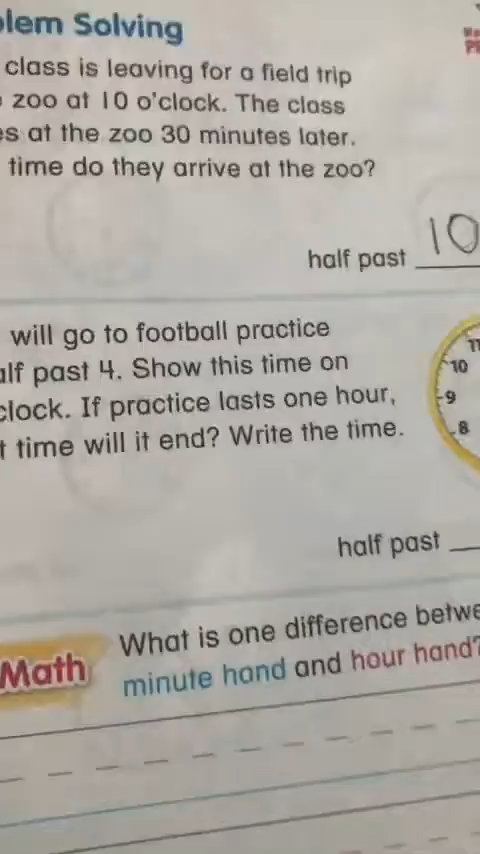 lem Solving
class is leaving for a field trip
zoo at 10 o'clock. The class
es at the zoo 30 minutes later.
time do they arrive at the zoo?
half past 10
will go to football practice
alf past 4. Show this time on
clock. If practice lasts one hour,
t time will it end? Write the time.
11
10
9
8
half past
Math
What is one difference betwe
minute hand and hour hand?